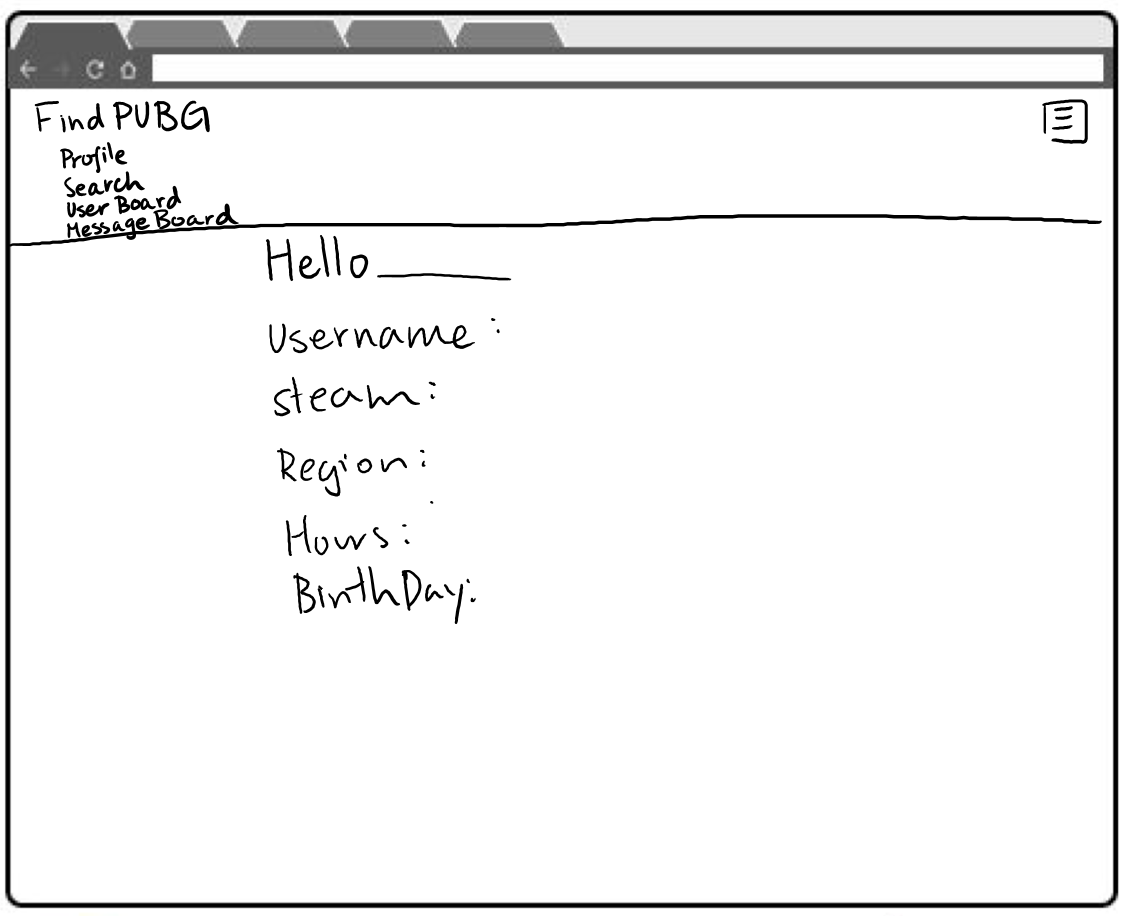 Find PUBG
Profile
Search
User Board
Message Board
Hello
Username:
steam:
Region:
Hours:
BirthDay: